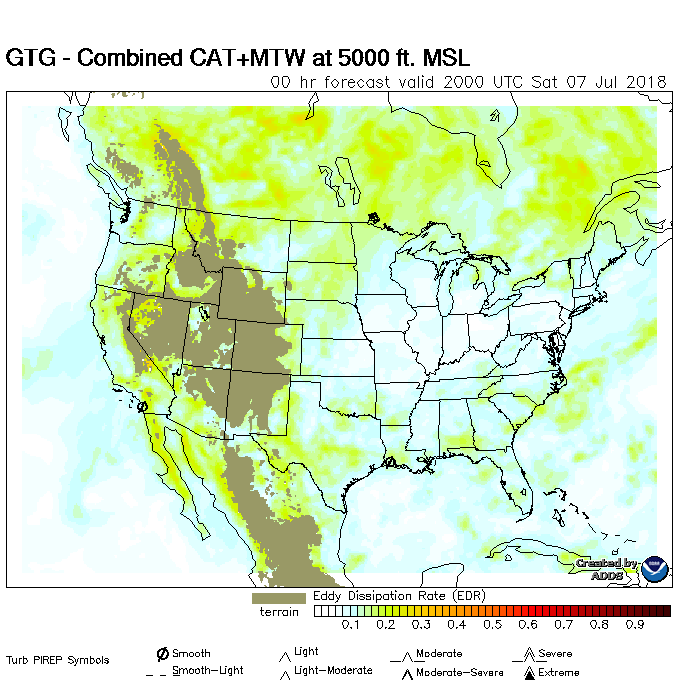 GTG - Combined CAT+MTW at 5000 ft. MSL
00 hr forecast valid 2000 UTC Sat 07 Jul 2018
Created by
ADDS
Eddy Dissipation Rate (EDR)
terrain
0.1 0.2 0.3 0.4 0.5 0.6 0.7 0.8 0.9
Turb PIREP Symbols
Smooth Light Moderate Severe
Smooth-Light Light-Moderate Moderate-Severe Extreme